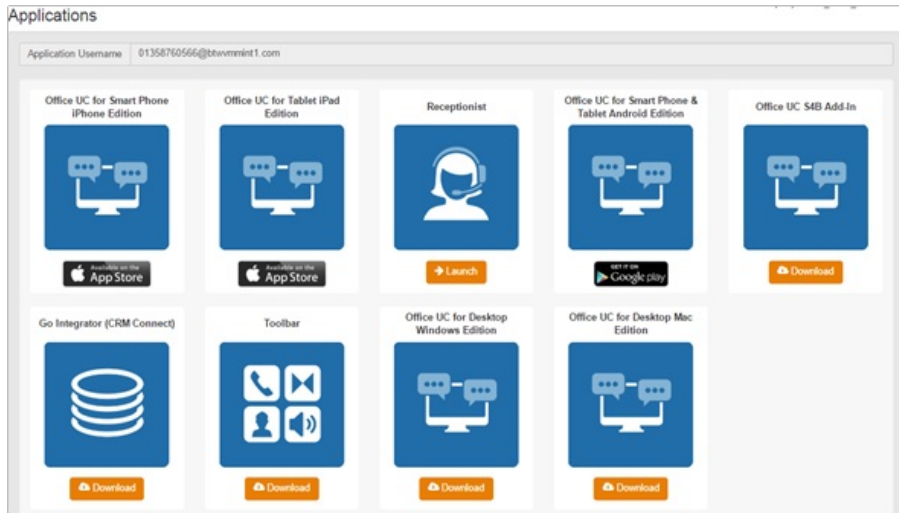 Applications
Application Username 01358760566@btwvmmint1.com
Office UC for Smart Phone
iPhone Edition
Office UC for Tablet iPad
Edition
Receptionist
Office UC for Smart Phone &
Tablet Android Edition
Office UC S4B Add-In
Available on the
App Store
Available on the
App Store
Launch
GET IT ON
Google play
Download
Go Integrator (CRM Connect)
Toolbar
Office UC for Desktop
Windows Edition
Office UC for Desktop Mac
Edition
Download
Download
Download
Download